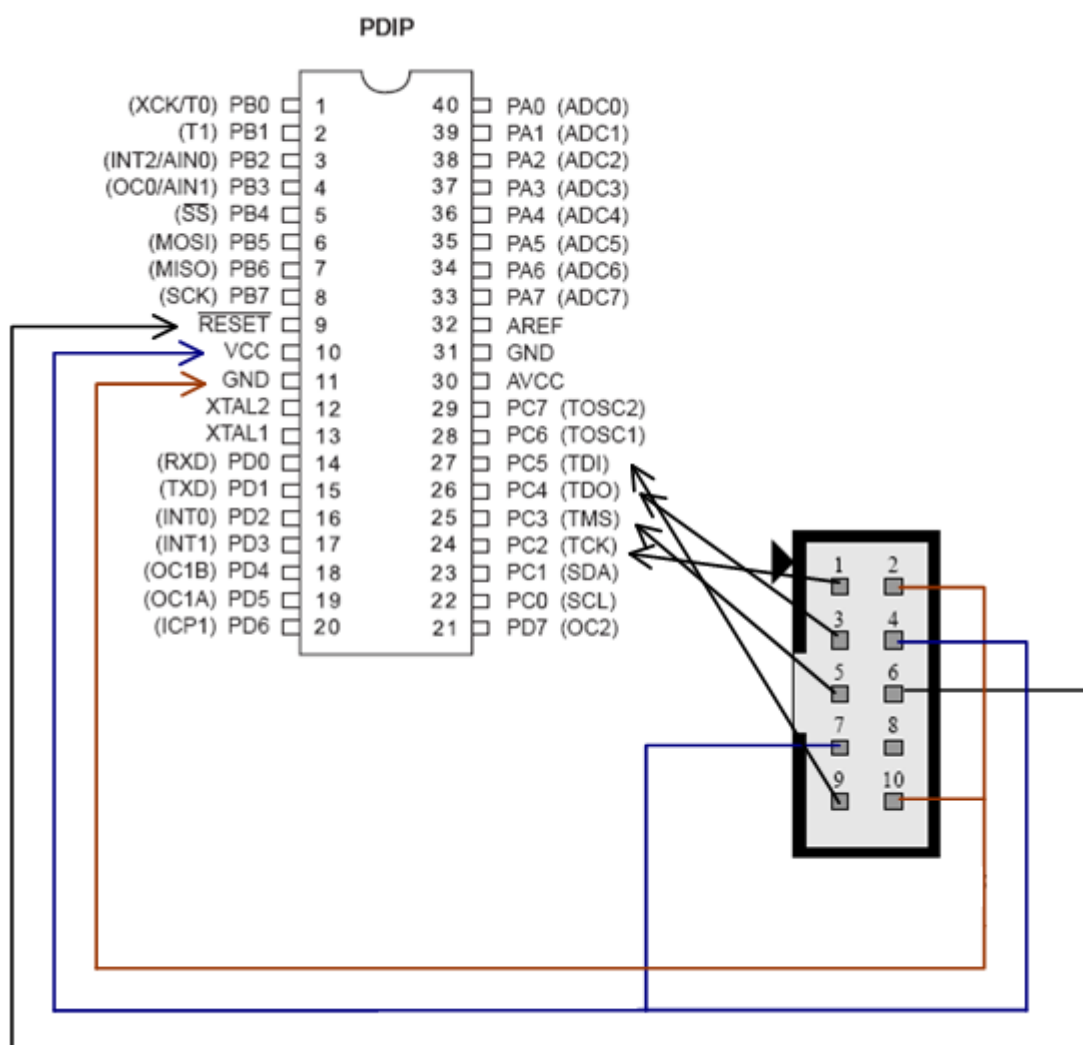 PDIP
(XCK/T0) PB0 1 40 PA0 (ADC0)
(T1) PB1 2 39 PA1 (ADC1)
(INT2/AIN0) PB2 3 38 PA2 (ADC2)
(OC0/AIN1) PB3 4 37 PA3 (ADC3)
(SS) PB4 5 36 PA4 (ADC4)
(MOSI) PB5 6 35 PA5 (ADC5)
(MISO) PB6 7 34 PA6 (ADC6)
(SCK) PB7 8 33 PA7 (ADC7)
RESET 9 32 AREF
VCC 10 31 GND
GND 11 30 AVCC
XTAL2 12 29 PC7 (TOSC2)
XTAL1 13 28 PC6 (TOSC1)
(RXD) PD0 14 27 PC5 (TDI)
(TXD) PD1 15 26 PC4 (TDO)
(INT0) PD2 16 25 PC3 (TMS)
(INT1) PD3 17 24 PC2 (TCK)
(OC1B) PD4 18 23 PC1 (SDA)
(OC1A) PD5 19 22 PC0 (SCL)
(ICP1) PD6 20 21 PD7 (OC2)
1 2
3 4
5 6
7 8
9 10